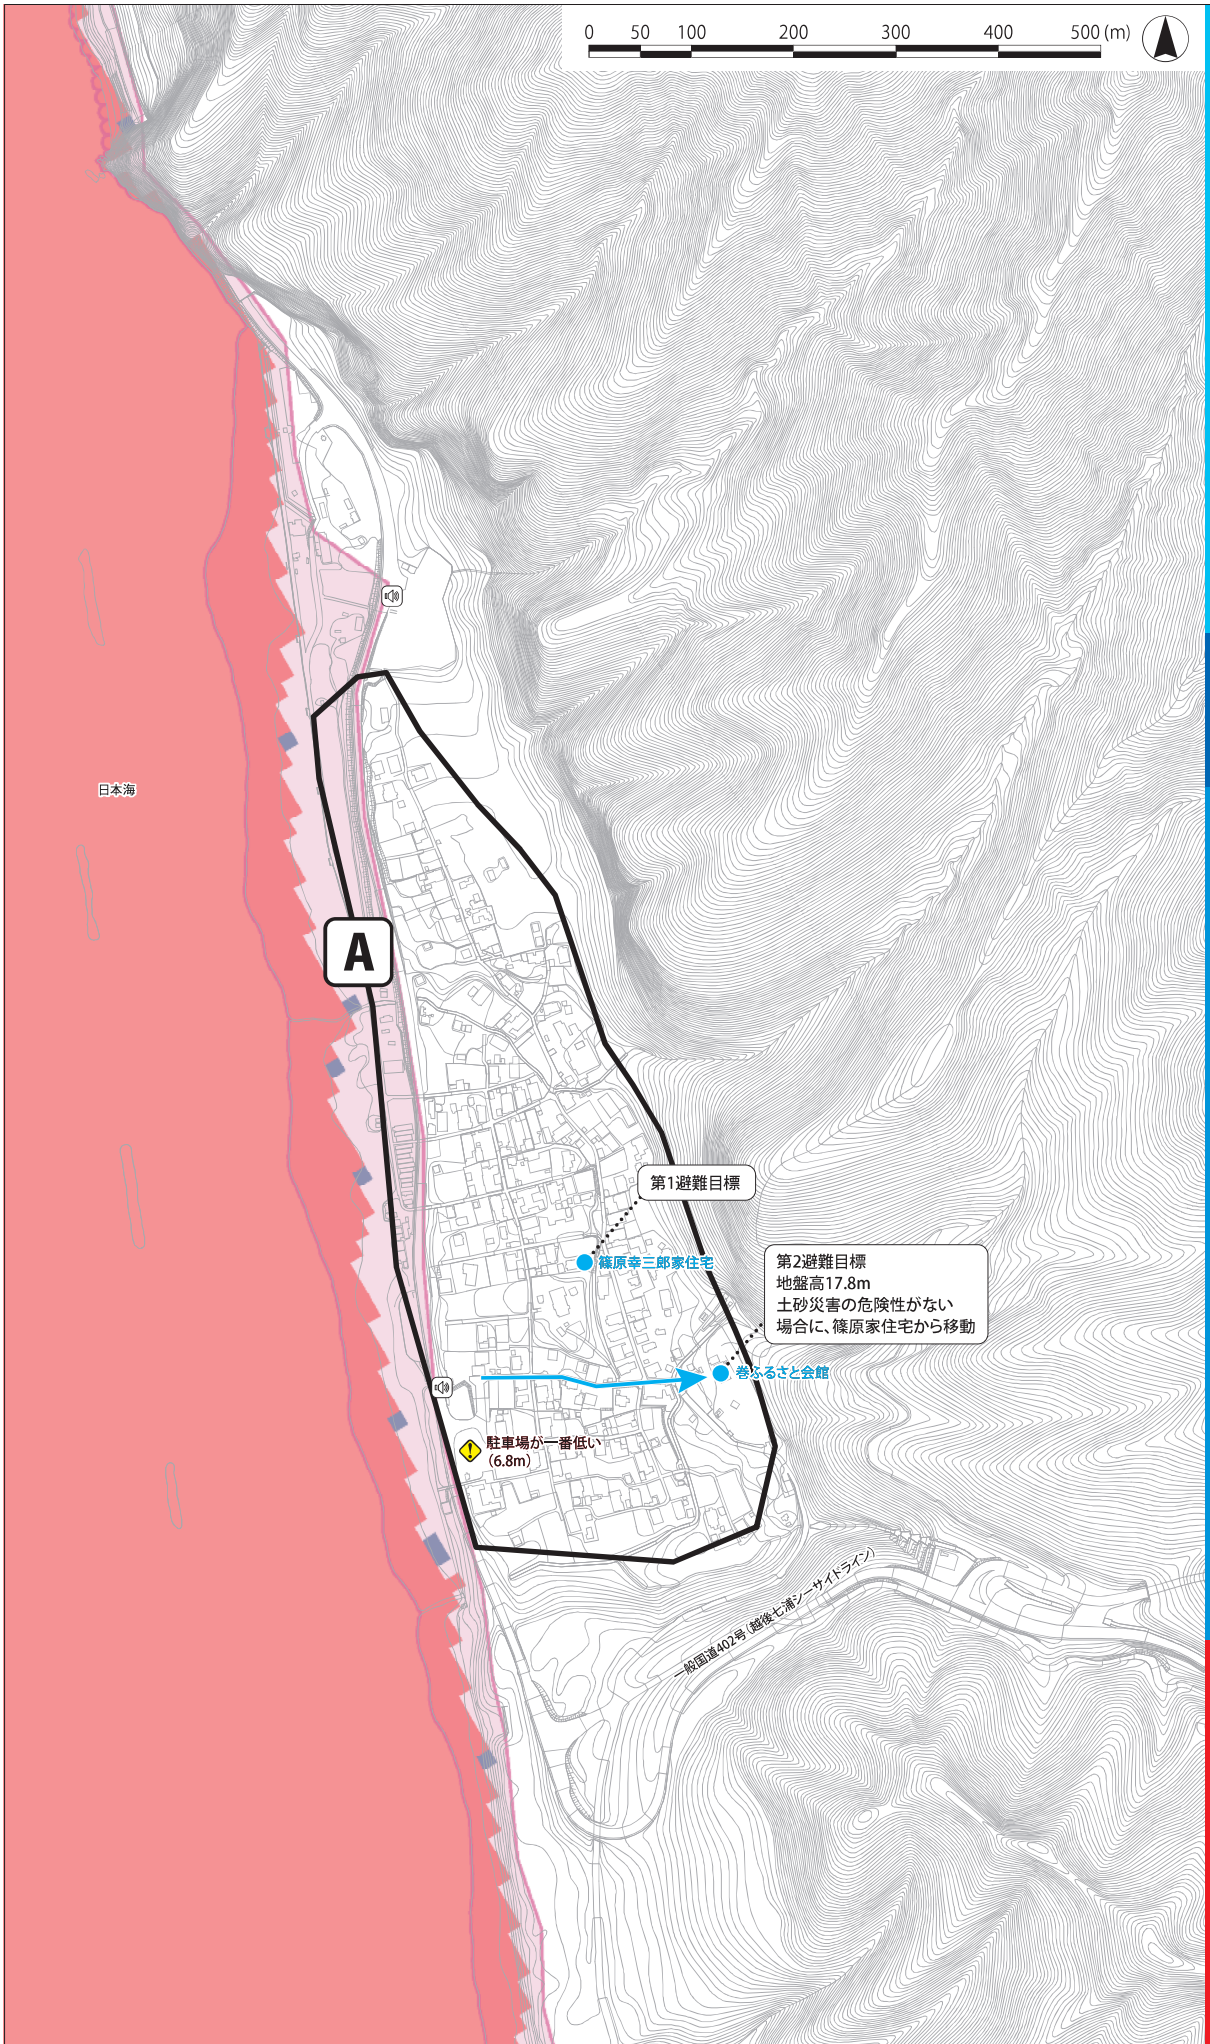 0 50 100 200 300 400 500 (m)
日本海
A
第1避難目標
篠原幸三郎家住宅
第2避難目標
地盤高17.8m
土砂災害の危険性がない
場合に、篠原家住宅から移動
巻ふるさと会館
駐車場が一番低い
(6.8m)
一般国道402号(越後七浦シーサイドライン)